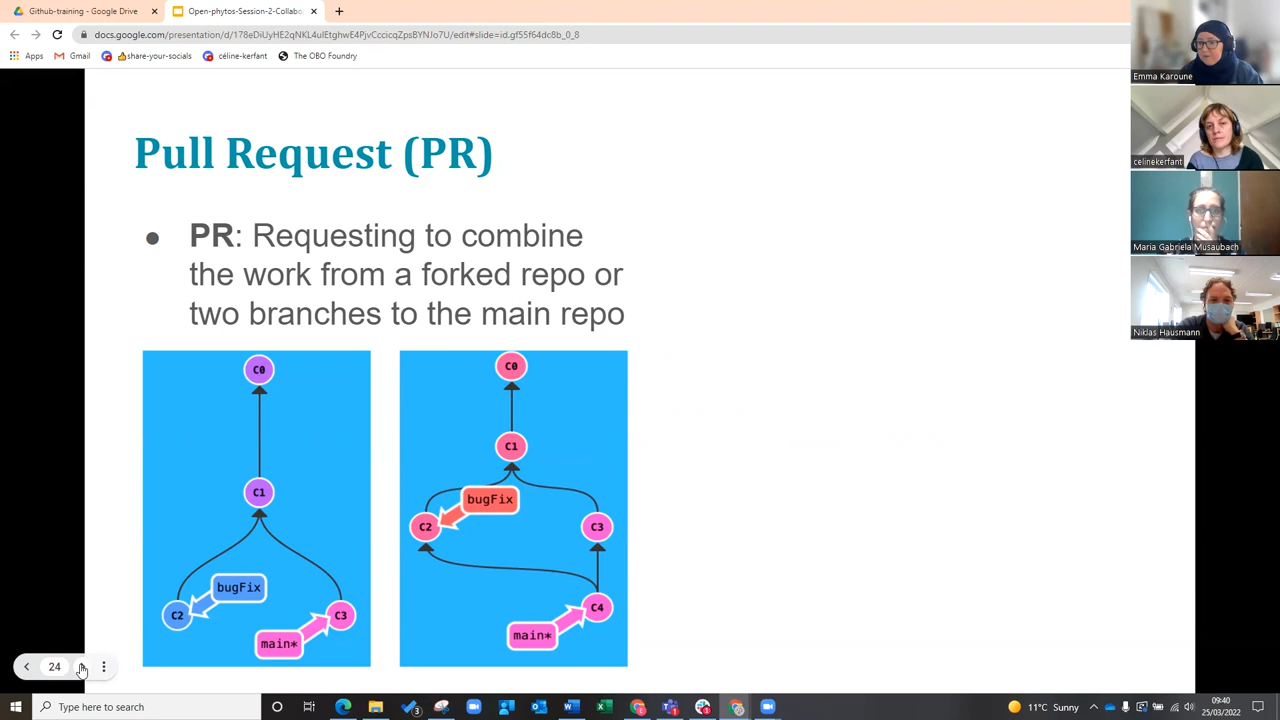 Github-training - Google Drive
Open-phytos-Session-2-Collabo
docs.google.com/presentation/d/178eDiUyHE2qNKL4uIEtghwE4PjvCccicqZpsBYNJo7U/edit#slide=id.gf55f64dc8b_0_8
Apps
Gmail
share-your-socials
céline-kerfant
The OBO Foundry
Emma Karoune
celinekerfant
Maria Gabriela Musaubach
Niklas Hausmann
Pull Request (PR)
● PR: Requesting to combine
the work from a forked repo or
two branches to the main repo
C0
C1
bugFix
C2
C3
main*
C0
C1
bugFix
C2
C3
C4
main*
24
Type here to search
3
11°C Sunny
09:40
25/03/2022